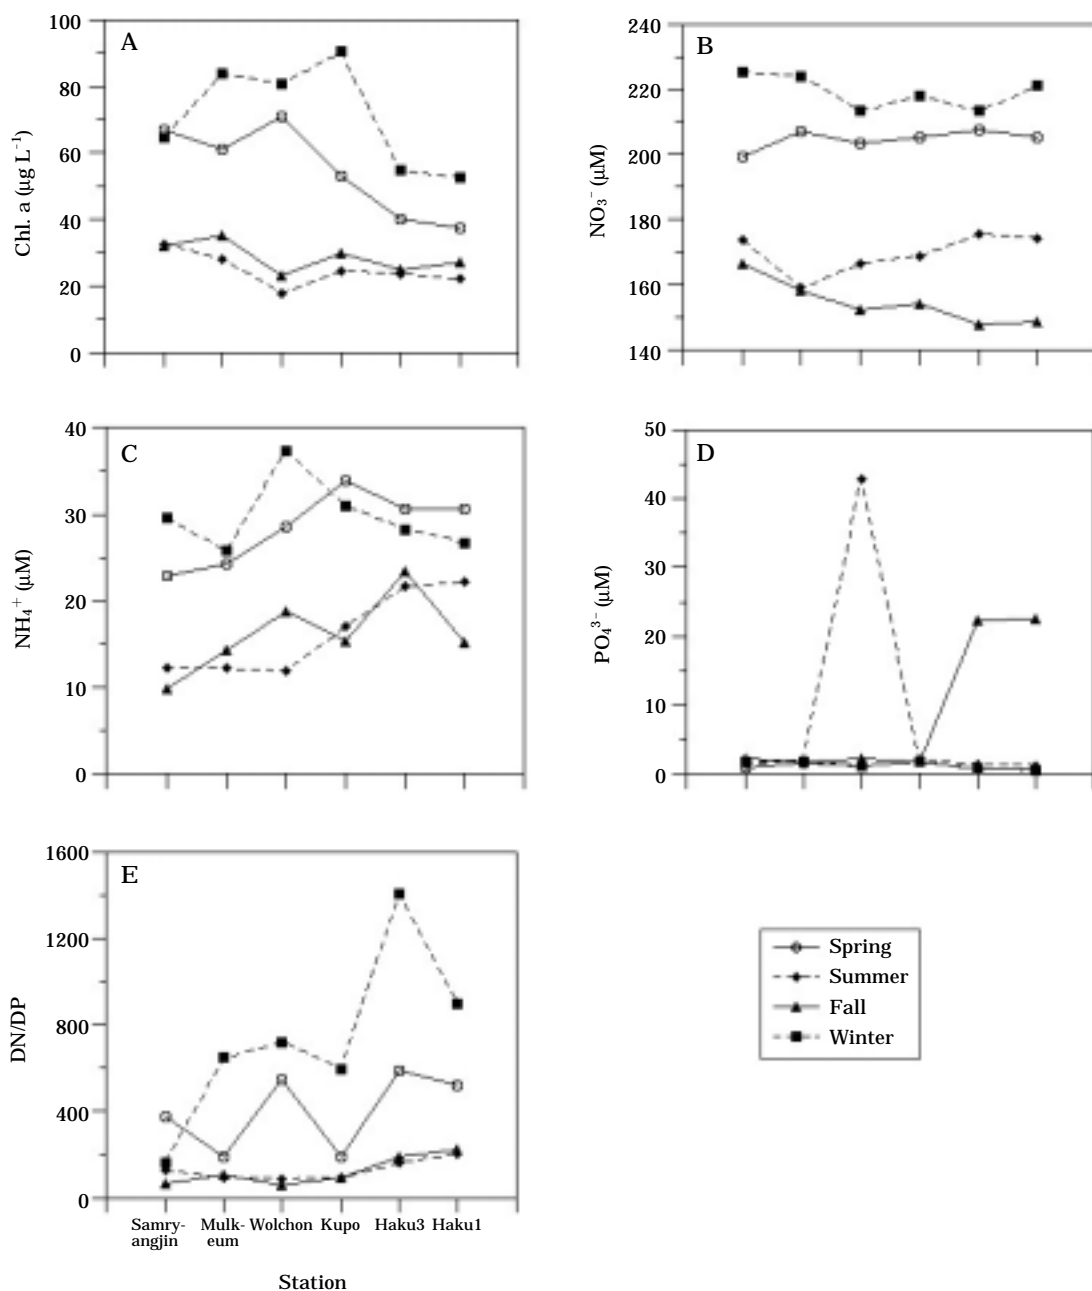 A
100
80
60
40
20
0
Chl. a (μg L⁻¹)
B
240
220
200
180
160
140
NO₃⁻ (μM)
C
40
30
20
10
0
NH₄⁺ (μM)
D
50
40
30
20
10
0
PO₄³⁻ (μM)
E
1600
1200
800
400
0
DN/DP
Samry-
angjin
Mulk-
eum
Wolchon
Kupo
Haku3
Haku1
Station
Spring
Summer
Fall
Winter